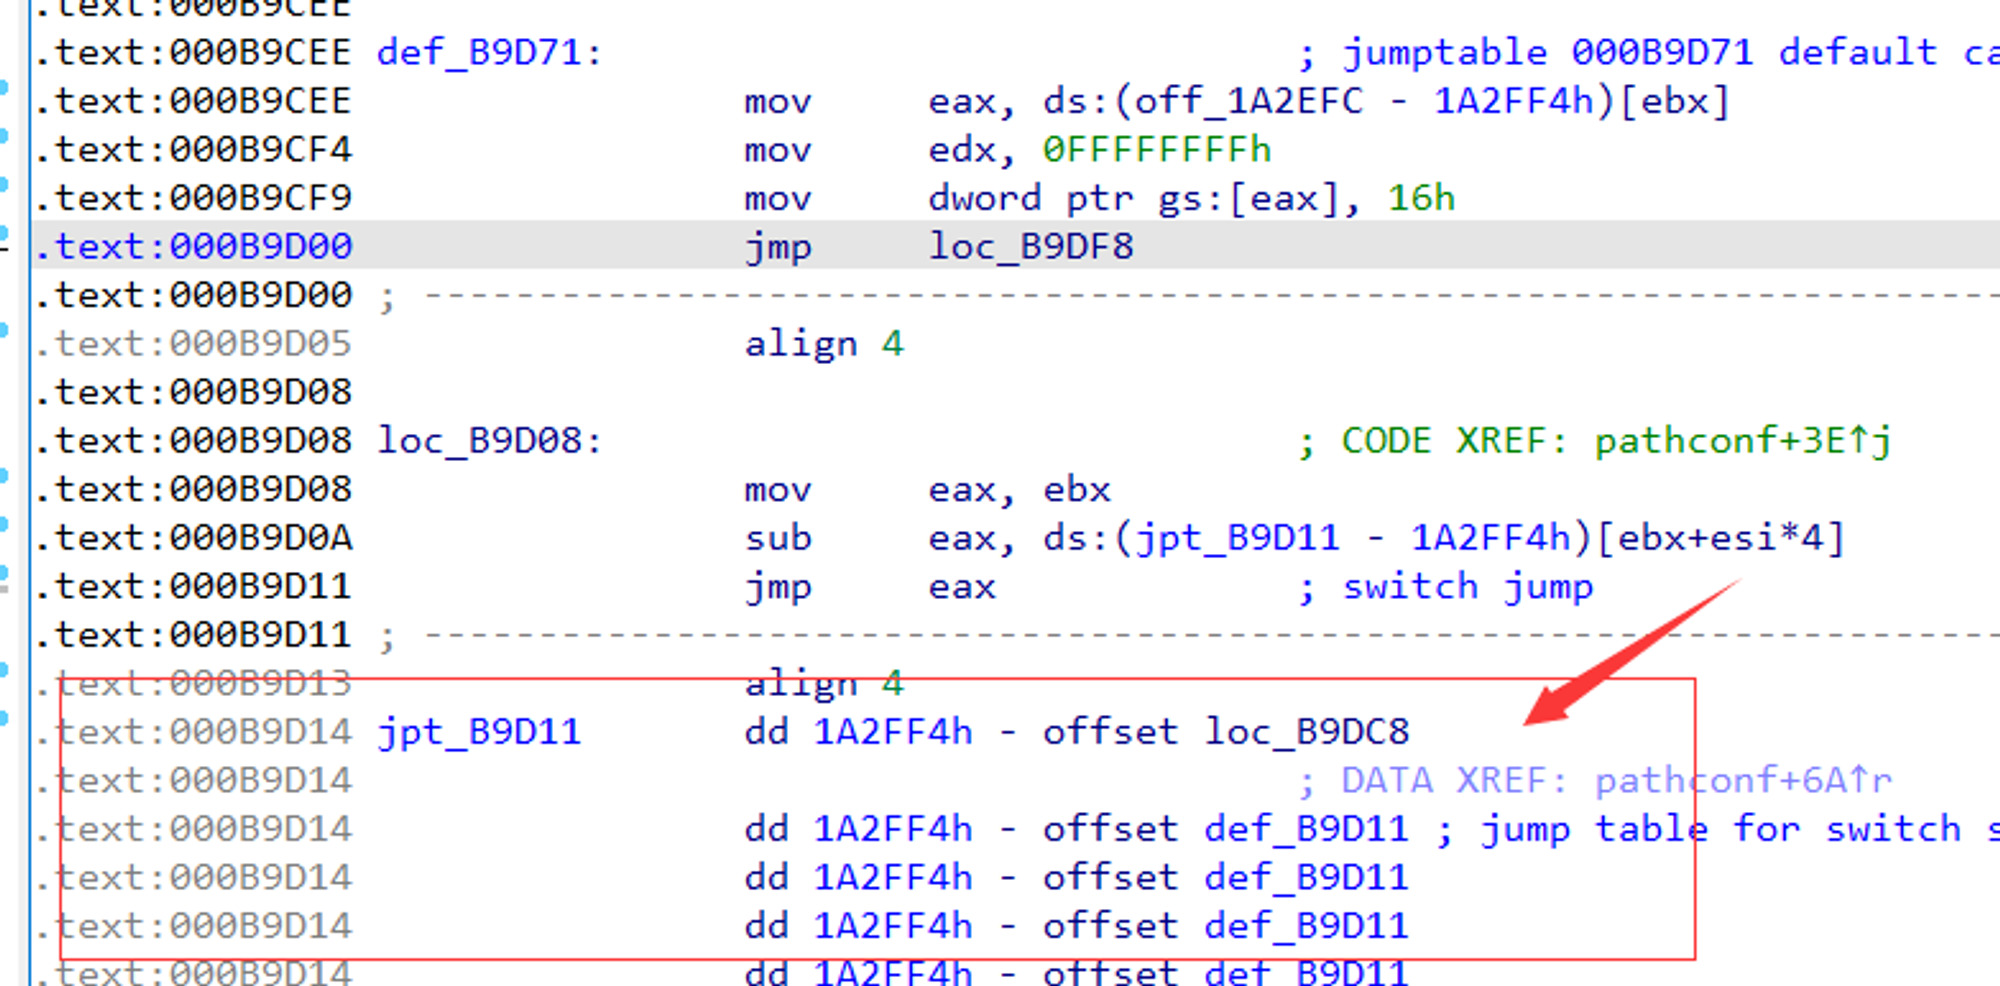 .text:000B9CEE
.text:000B9CEE def_B9D71: ; jumptable 000B9D71 default ca
.text:000B9CEE mov eax, ds:(off_1A2EFC - 1A2FF4h)[ebx]
.text:000B9CF4 mov edx, 0FFFFFFFFh
.text:000B9CF9 mov dword ptr gs:[eax], 16h
.text:000B9D00 jmp loc_B9DF8
.text:000B9D00 ; ---------------------------------------------------------------------
.text:000B9D05 align 4
.text:000B9D08
.text:000B9D08 loc_B9D08: ; CODE XREF: pathconf+3E↑j
.text:000B9D08 mov eax, ebx
.text:000B9D0A sub eax, ds:(jpt_B9D11 - 1A2FF4h)[ebx+esi*4]
.text:000B9D11 jmp eax ; switch jump
.text:000B9D11 ; ---------------------------------------------------------------------
.text:000B9D13 align 4
.text:000B9D14 jpt_B9D11 dd 1A2FF4h - offset loc_B9DC8
.text:000B9D14 ; DATA XREF: pathconf+6A↑r
.text:000B9D14 dd 1A2FF4h - offset def_B9D11 ; jump table for switch s
.text:000B9D14 dd 1A2FF4h - offset def_B9D11
.text:000B9D14 dd 1A2FF4h - offset def_B9D11
.text:000B9D14 dd 1A2FF4h - offset def_B9D11